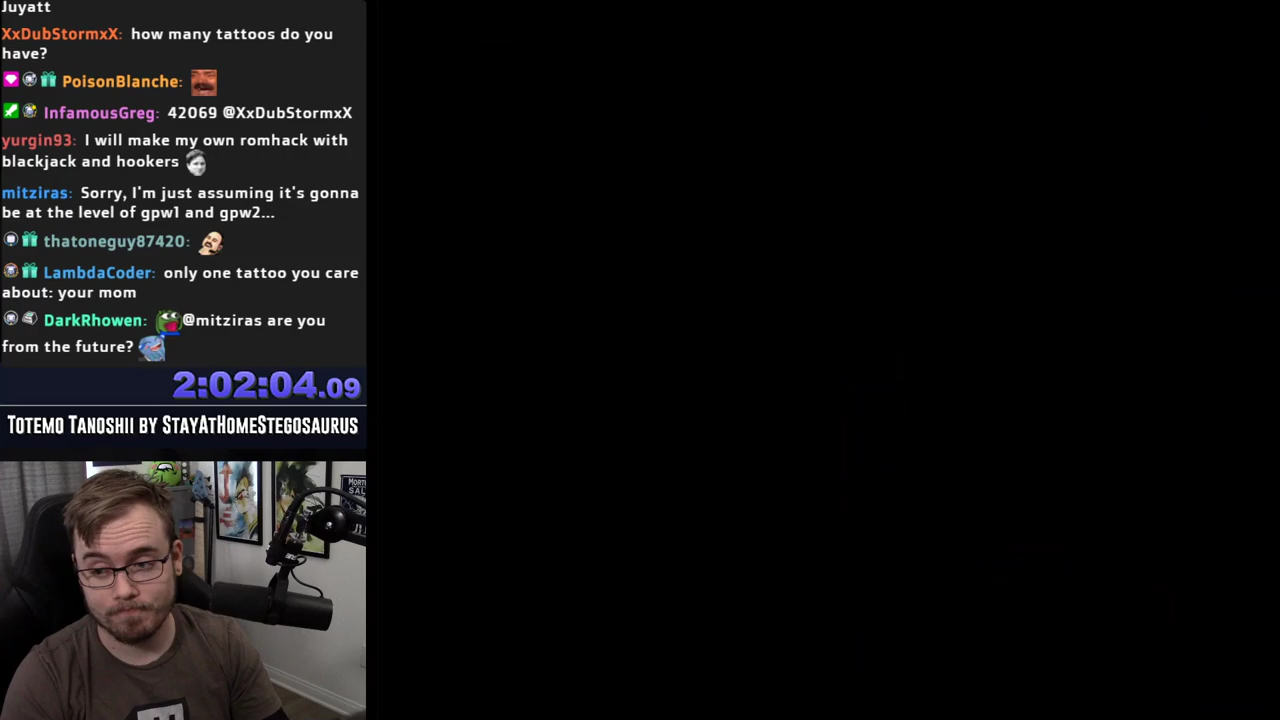 Juyatt
XxDubStormxX: how many tattoos do you
have?
PoisonBlanche:
InfamousGreg: 42069 @XxDubStormxX
yurgin93: I will make my own romhack with
blackjack and hookers
mitziras: Sorry, I'm just assuming it's gonna
be at the level of gpw1 and gpw2...
thatoneguy87420:
LambdaCoder: only one tattoo you care
about: your mom
DarkRhowen: @mitziras are you
from the future?
2:02:04.09
TOTEMO TANOSHII BY STAYATHOMESTEGOSAURUS